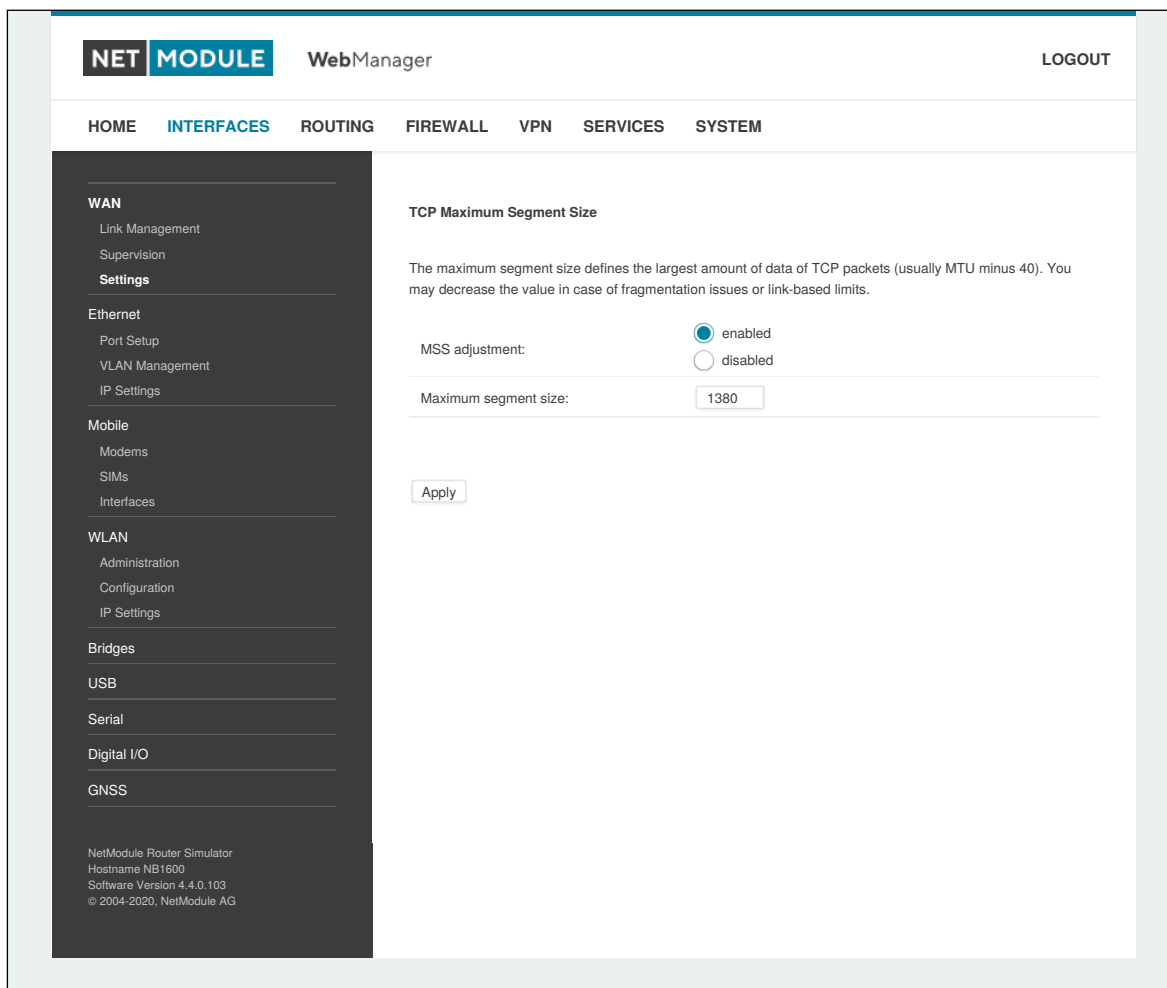 NET MODULE WebManager LOGOUT
HOME INTERFACES ROUTING FIREWALL VPN SERVICES SYSTEM
WAN
Link Management
Supervision
Settings
Ethernet
Port Setup
VLAN Management
IP Settings
Mobile
Modems
SIMs
Interfaces
WLAN
Administration
Configuration
IP Settings
Bridges
USB
Serial
Digital I/O
GNSS
NetModule Router Simulator
Hostname NB1600
Software Version 4.4.0.103
© 2004-2020, NetModule AG
TCP Maximum Segment Size
The maximum segment size defines the largest amount of data of TCP packets (usually MTU minus 40). You
may decrease the value in case of fragmentation issues or link-based limits.
MSS adjustment:
enabled
disabled
Maximum segment size: 1380
Apply